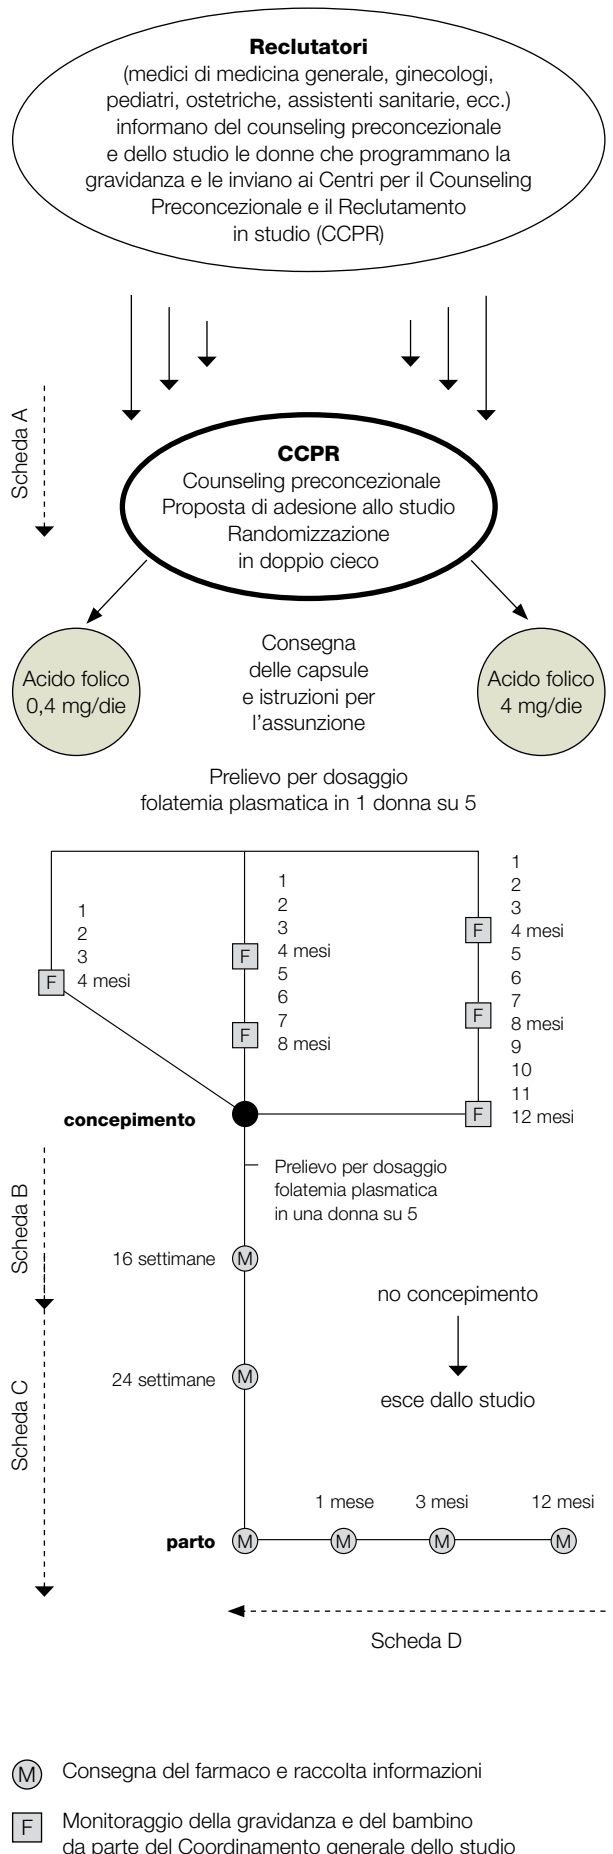 Reclutatori
(medici di medicina generale, ginecologi,
pediatri, ostetriche, assistenti sanitarie, ecc.)
informano del counseling preconcezionale
e dello studio le donne che programmano la
gravidanza e le inviano ai Centri per il Counseling
Preconcezionale e il Reclutamento
in studio (CCPR)
Scheda A
CCPR
Counseling preconcezionale
Proposta di adesione allo studio
Randomizzazione
in doppio cieco
Acido folico
0,4 mg/die
Consegna
delle capsule
e istruzioni per
l'assunzione
Acido folico
4 mg/die
Prelievo per dosaggio
folatemia plasmatica in 1 donna su 5
1
2
3
F 4 mesi
1
2
3
F 4 mesi
5
6
7
F 8 mesi
1
2
3
F 4 mesi
5
6
7
F 8 mesi
9
10
11
F 12 mesi
concepimento
Prelievo per dosaggio
folatemia plasmatica
in una donna su 5
Scheda B
16 settimane M
no concepimento
24 settimane M
esce dallo studio
Scheda C
1 mese 3 mesi 12 mesi
parto M M M M
Scheda D
M Consegna del farmaco e raccolta informazioni
F Monitoraggio della gravidanza e del bambino
da parte del Coordinamento generale dello studio